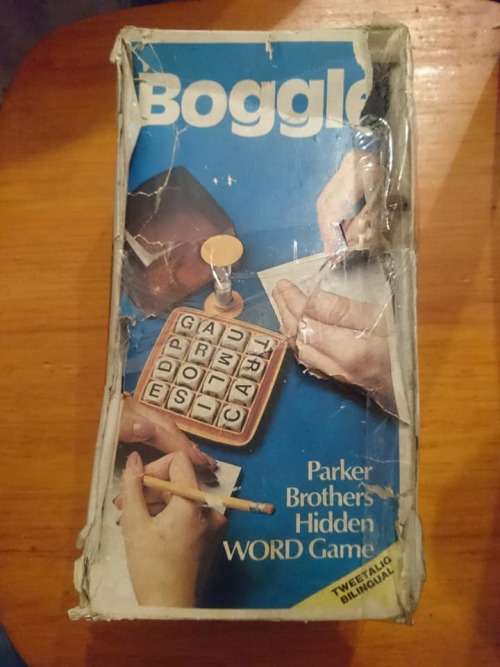 Boggle
G A U T
P R M R
D O L A
E S I C
Parker
Brothers
Hidden
WORD Game
TWEETALIG
BILINGUAL